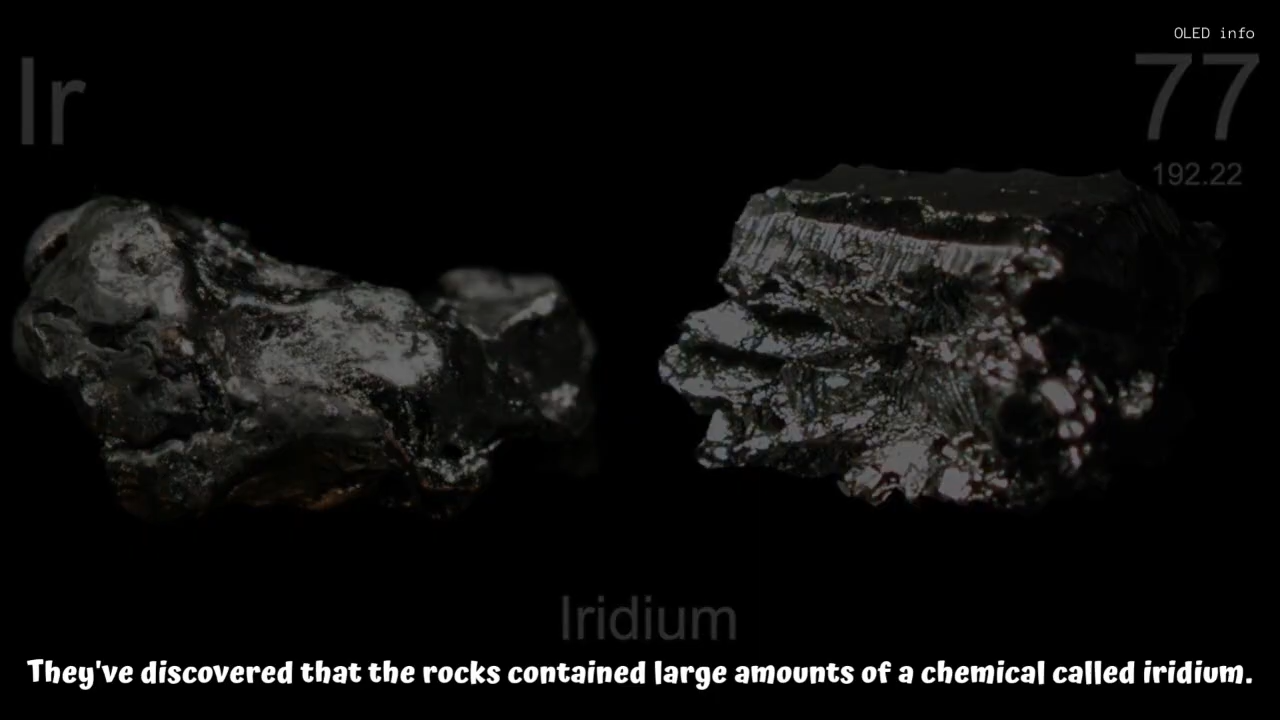 OLED info
Ir
77
192.22
Iridium
They've discovered that the rocks contained large amounts of a chemical called iridium.